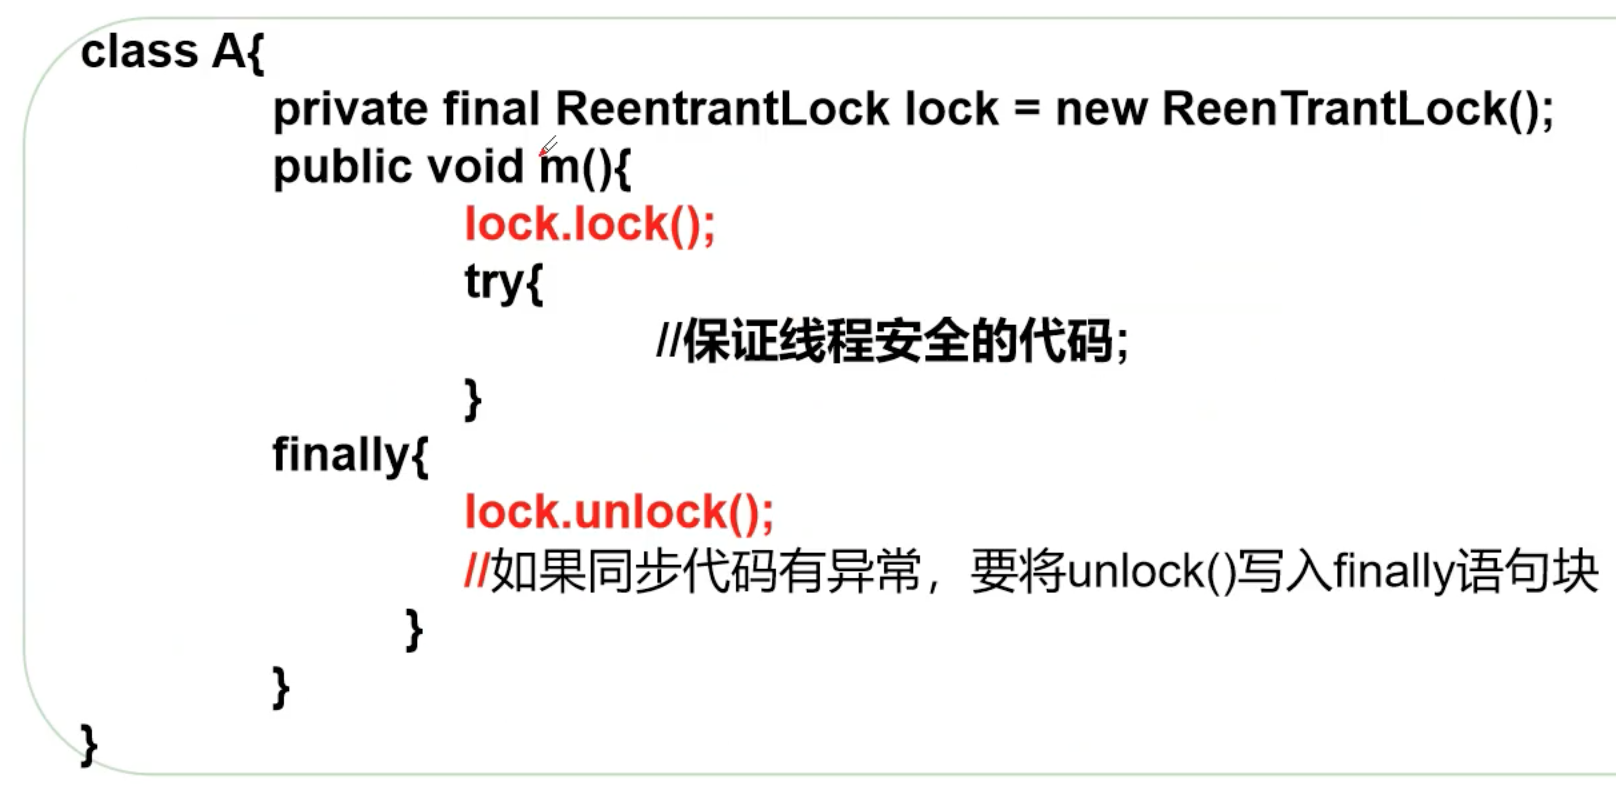 class A{
private final ReentrantLock lock = new ReenTrantLock();
public void m(){
lock.lock();
try{
//保证线程安全的代码;
}
finally{
lock.unlock();
//如果同步代码有异常，要将unlock()写入finally语句块
}
}
}